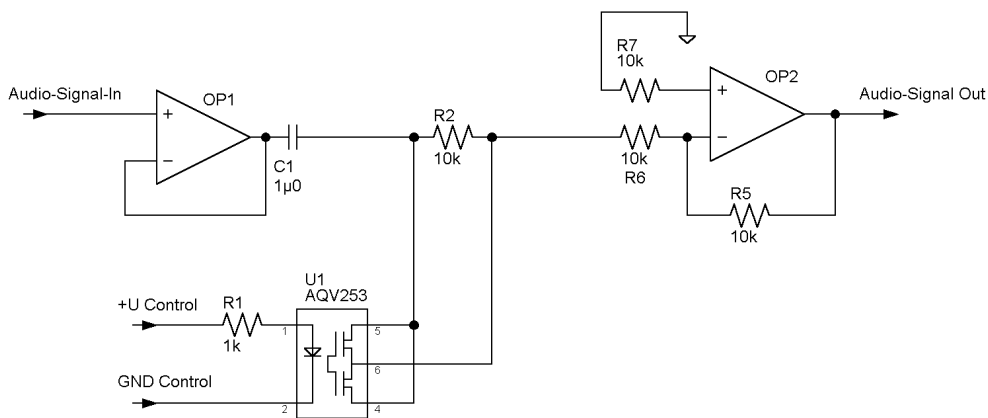 R7
10k
OP2
Audio-Signal-In
OP1
Audio-Signal Out
+
+
R2
−
−
10k
10k
C1
1µ0
R6
R5
10k
U1
AQV253
+U Control
R1
1
5
1k
6
GND Control
2
4